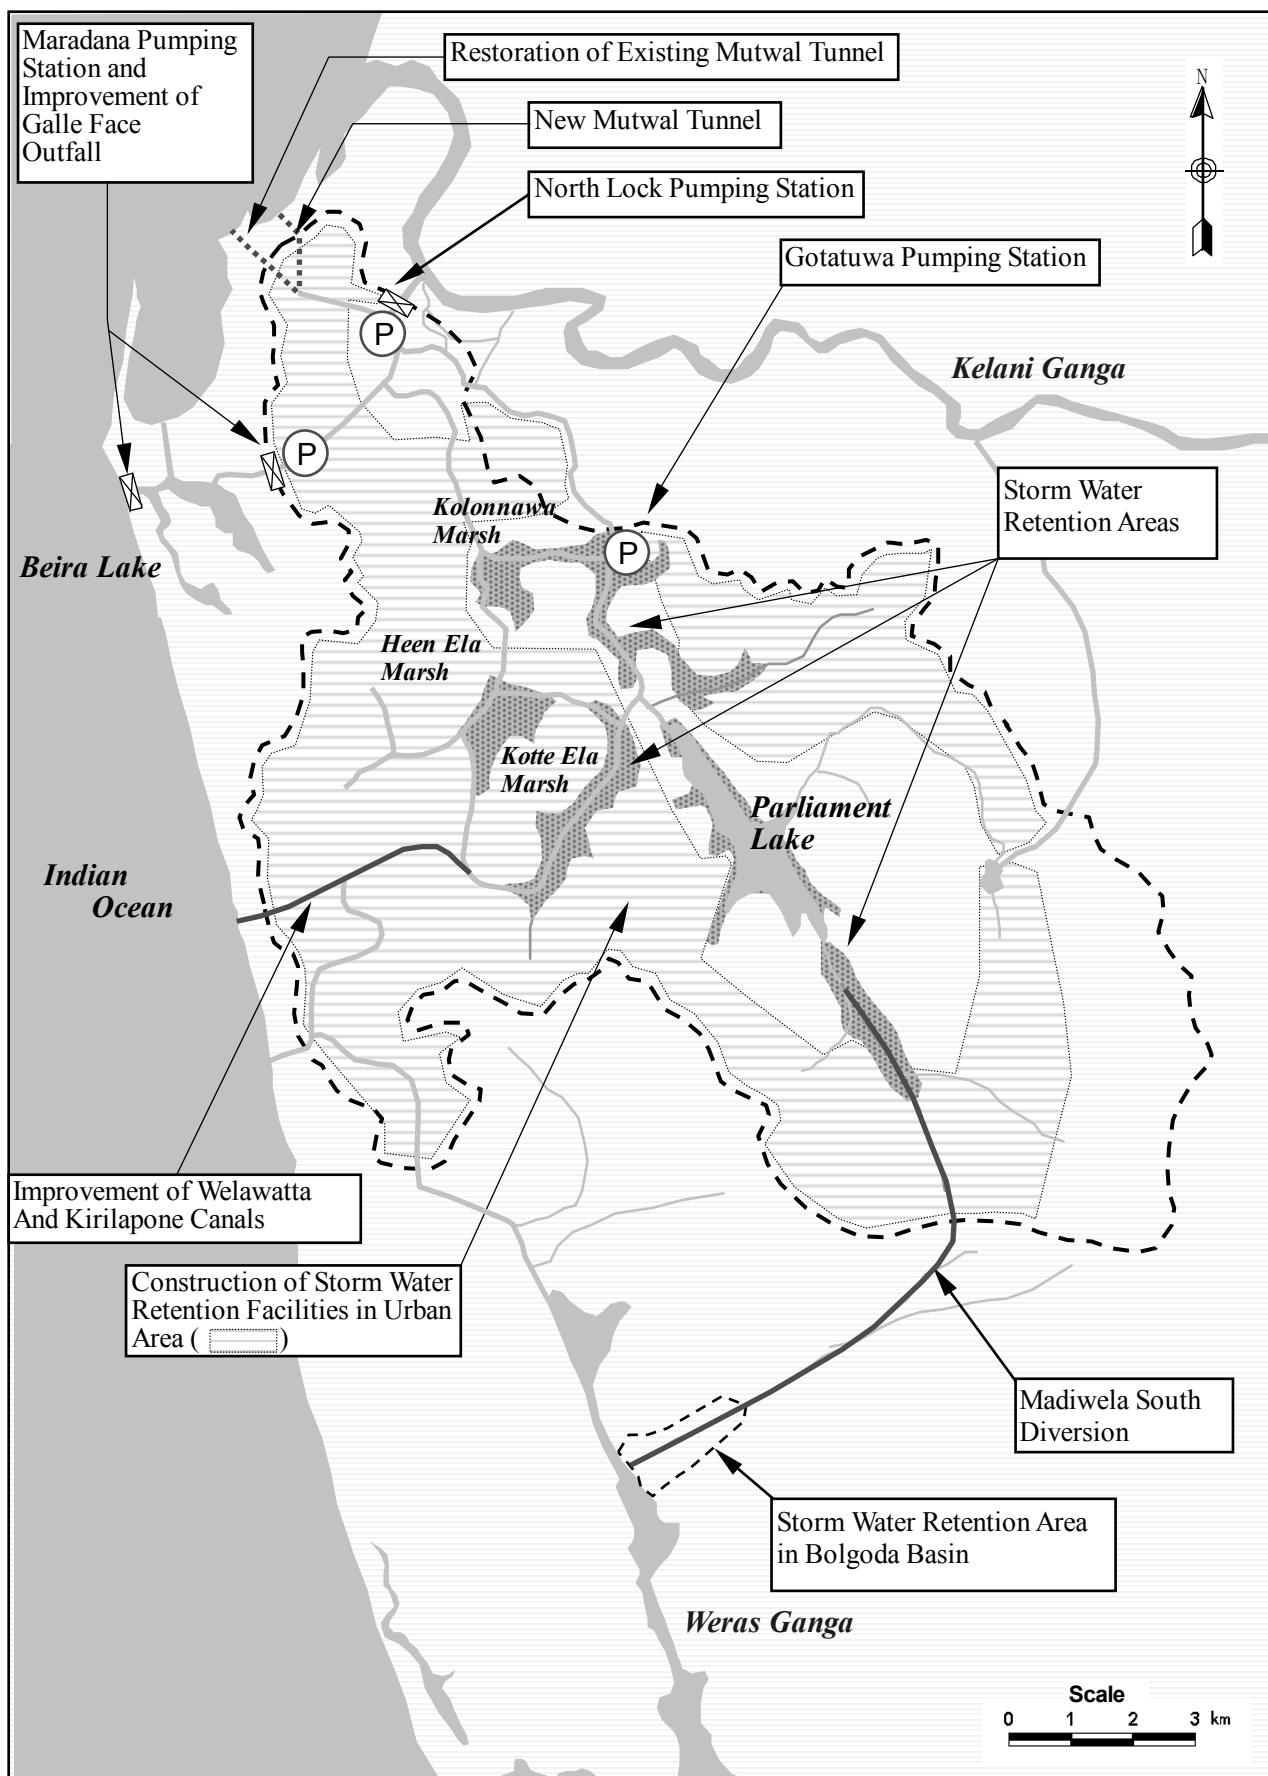 Maradana Pumping
Station and
Improvement of
Galle Face
Outfall
Restoration of Existing Mutwal Tunnel
New Mutwal Tunnel
North Lock Pumping Station
Gotatuwa Pumping Station
N
P
Kelani Ganga
P
Storm Water
Retention Areas
Kolonnawa
Marsh
P
Beira Lake
Heen Ela
Marsh
Kotte Ela
Marsh
Parliament
Lake
Indian
Ocean
Improvement of Welawatta
And Kirilapone Canals
Construction of Storm Water
Retention Facilities in Urban
Area ( )
Madiwela South
Diversion
Storm Water Retention Area
in Bolgoda Basin
Weras Ganga
Scale
0 1 2 3 km